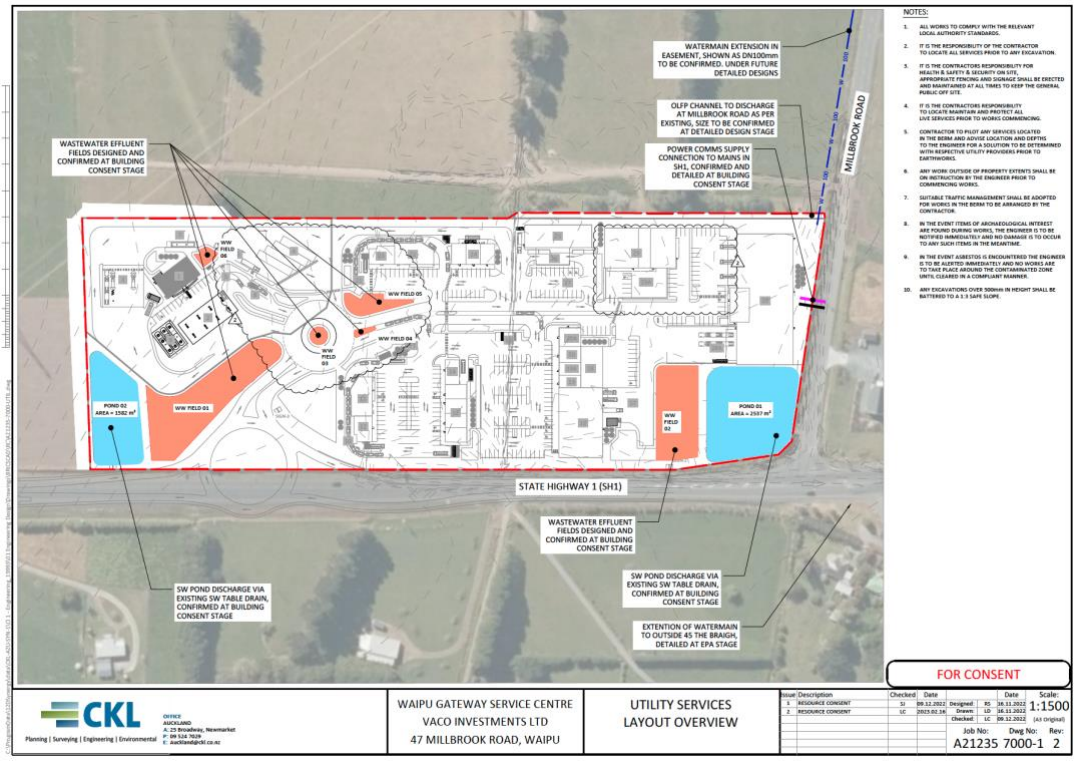 WATERMAIN EXTENSION IN
EASEMENT, SHOWN AS DN100mm
TO BE CONFIRMED. UNDER FUTURE
DETAILED DESIGNS
OLFP CHANNEL TO DISCHARGE
AT MILLBROOK ROAD AS PER
EXISTING, SIZE TO BE CONFIRMED
AT DETAILED DESIGN STAGE
POWER COMMS SUPPLY
CONNECTION TO MAINS IN
SH1, CONFIRMED AND
DETAILED AT BUILDING
CONSENT STAGE
MILLBROOK ROAD
WASTEWATER EFFLUENT
FIELDS DESIGNED AND
CONFIRMED AT BUILDING
CONSENT STAGE
WW
FIELD
06
WW FIELD 05
WW FIELD 04
WW
FIELD
03
WW FIELD 01
POND 02
AREA = 1582 m²
WW
FIELD
02
POND 01
AREA = 2537 m²
STATE HIGHWAY 1 (SH1)
WASTEWATER EFFLUENT
FIELDS DESIGNED AND
CONFIRMED AT BUILDING
CONSENT STAGE
SW POND DISCHARGE VIA
EXISTING SW TABLE DRAIN,
CONFIRMED AT BUILDING
CONSENT STAGE
SW POND DISCHARGE VIA
EXISTING SW TABLE DRAIN,
CONFIRMED AT BUILDING
CONSENT STAGE
EXTENTION OF WATERMAIN
TO OUTSIDE 45 THE BRAIGH,
DETAILED AT EPA STAGE
NOTES:
1. ALL WORKS TO COMPLY WITH THE RELEVANT
LOCAL AUTHORITY STANDARDS.
2. IT IS THE RESPONSIBILITY OF THE CONTRACTOR
TO LOCATE ALL SERVICES PRIOR TO ANY EXCAVATION.
3. IT IS THE CONTRACTORS RESPONSIBILITY FOR
HEALTH & SAFETY & SECURITY ON SITE,
APPROPRIATE FENCING AND SIGNAGE SHALL BE ERECTED
AND MAINTAINED AT ALL TIMES TO KEEP THE GENERAL
PUBLIC OFF SITE.
4. IT IS THE CONTRACTORS RESPONSIBILITY
TO LOCATE MAINTAIN AND PROTECT ALL
LIVE SERVICES PRIOR TO WORKS COMMENCING.
5. CONTRACTOR TO PILOT ANY SERVICES LOCATED
IN THE BERM AND ADVISE LOCATION AND DEPTHS
TO THE ENGINEER FOR A SOLUTION TO BE DETERMINED
WITH RESPECTIVE UTILITY PROVIDERS PRIOR TO
EARTHWORKS.
6. ANY WORK OUTSIDE OF PROPERTY EXTENTS SHALL BE
ON INSTRUCTION BY THE ENGINEER PRIOR TO
COMMENCING WORKS.
7. SUITABLE TRAFFIC MANAGEMENT SHALL BE ADOPTED
FOR WORKS IN THE BERM TO BE ARRANGED BY THE
CONTRACTOR.
8. IN THE EVENT ITEMS OF ARCHAEOLOGICAL INTEREST
ARE FOUND DURING WORKS, THE ENGINEER IS TO BE
NOTIFIED IMMEDIATELY AND NO DAMAGE IS TO OCCUR
TO ANY SUCH ITEMS IN THE MEANTIME.
9. IN THE EVENT ASBESTOS IS ENCOUNTERED THE ENGINEER
IS TO BE ALERTED IMMEDIATELY AND NO WORKS ARE
TO TAKE PLACE AROUND THE CONTAMINATED ZONE
UNTIL CLEARED IN A COMPLIANT MANNER.
10. ANY EXCAVATIONS OVER 500mm IN HEIGHT SHALL BE
BATTERED TO A 1:3 SAFE SLOPE.
FOR CONSENT
CKL
Planning | Surveying | Engineering | Environmental
OFFICE
AUCKLAND
A: 25 Broadway, Newmarket
P: 09 524 7029
E: Auckland@ckl.co.nz
WAIPU GATEWAY SERVICE CENTRE
VACO INVESTMENTS LTD
47 MILLBROOK ROAD, WAIPU
UTILITY SERVICES
LAYOUT OVERVIEW
Issue Description Checked Date
1 RESOURCE CONSENT SJ 09.12.2022
2 RESOURCE CONSENT LC 2023.02.16
Date
Designed: RS 16.11.2022
Drawn: LD 16.11.2022
Checked: LC 09.12.2022
Scale:
1:1500
(A3 Original)
Job No: Dwg No: Rev:
A21235 7000-1 2